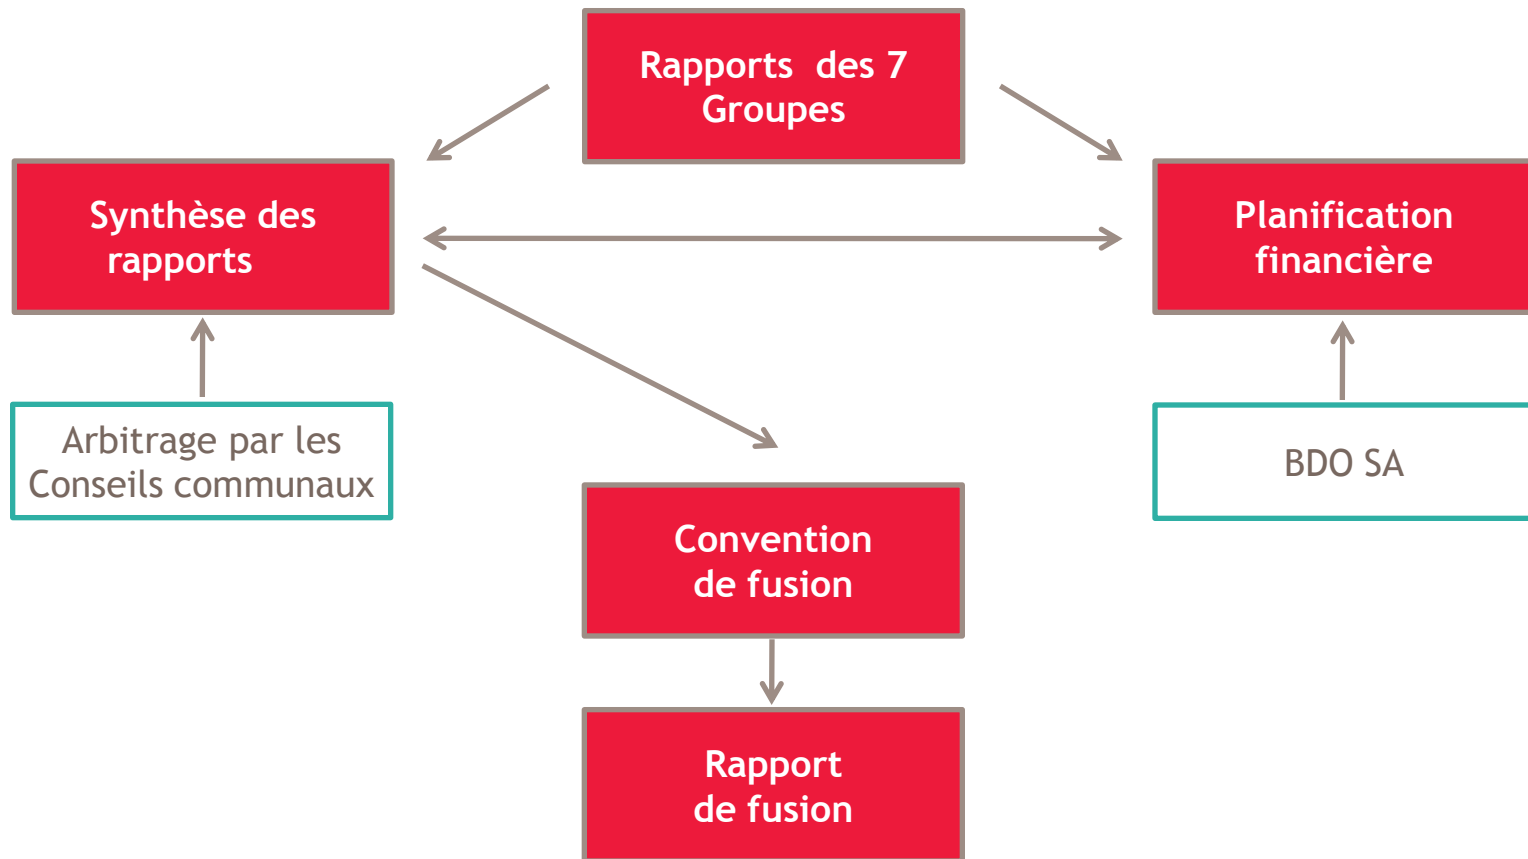 Rapports des 7
Groupes
Synthèse des
rapports
Planification
financière
Arbitrage par les
Conseils communaux
BDO SA
Convention
de fusion
Rapport
de fusion